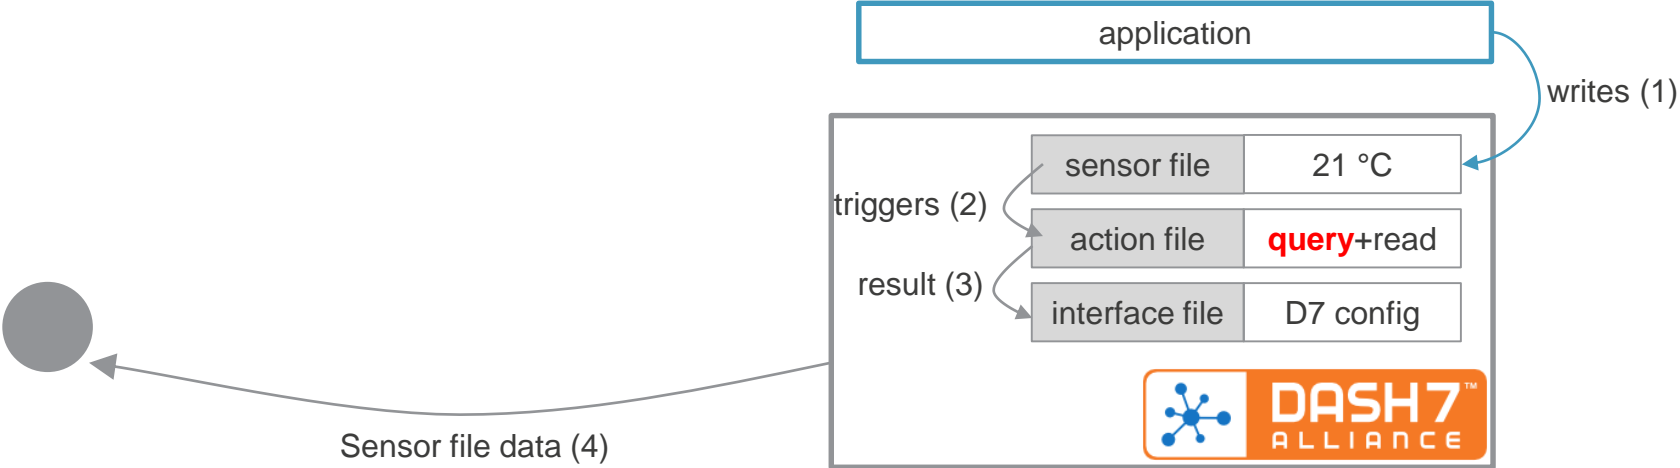 application
writes (1)
sensor file 21 °C
triggers (2)
action file query+read
result (3)
interface file D7 config
DASH7™
ALLIANCE
Sensor file data (4)